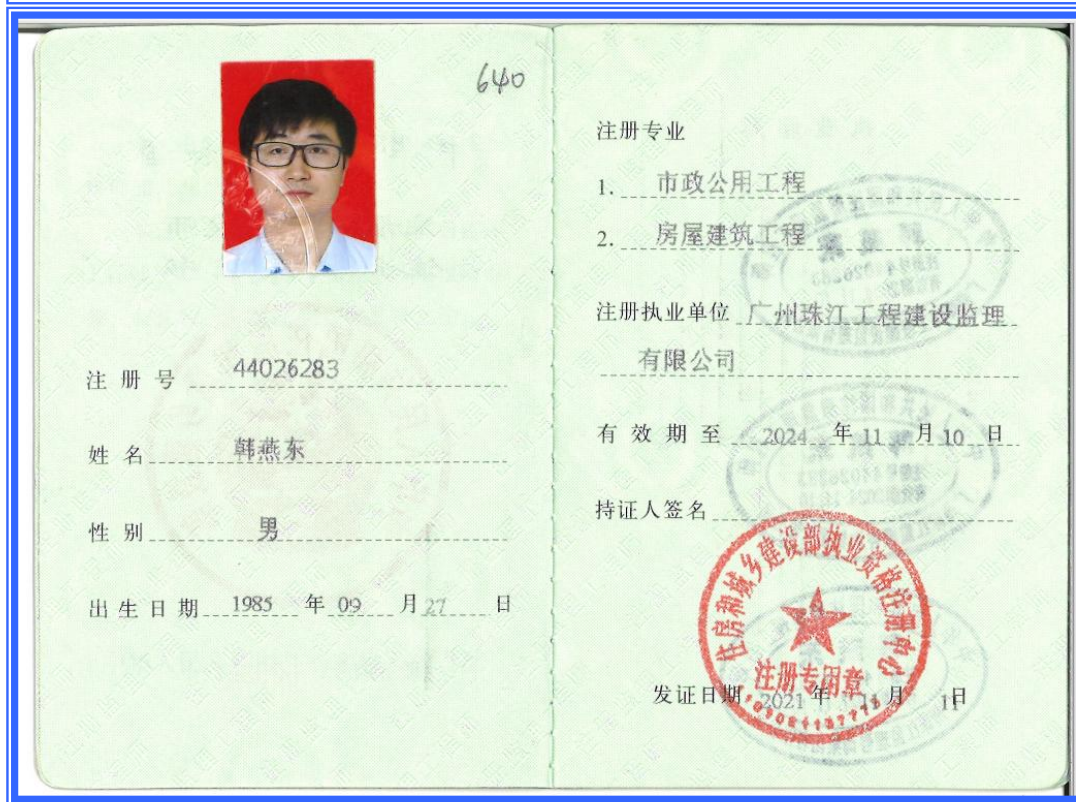 640
注册号 44026283
姓名 韩燕东
性别 男
出生日期 1985 年 09 月 27 日
注册专业
1. 市政公用工程
2. 房屋建筑工程
注册执业单位 广州珠江工程建设监理
有限公司
有效期至 2024 年 11 月 10 日
持证人签名
住房和城乡建设部执业资格注册中心
注册专用章
发证日期 2021 年 11 月 11 日